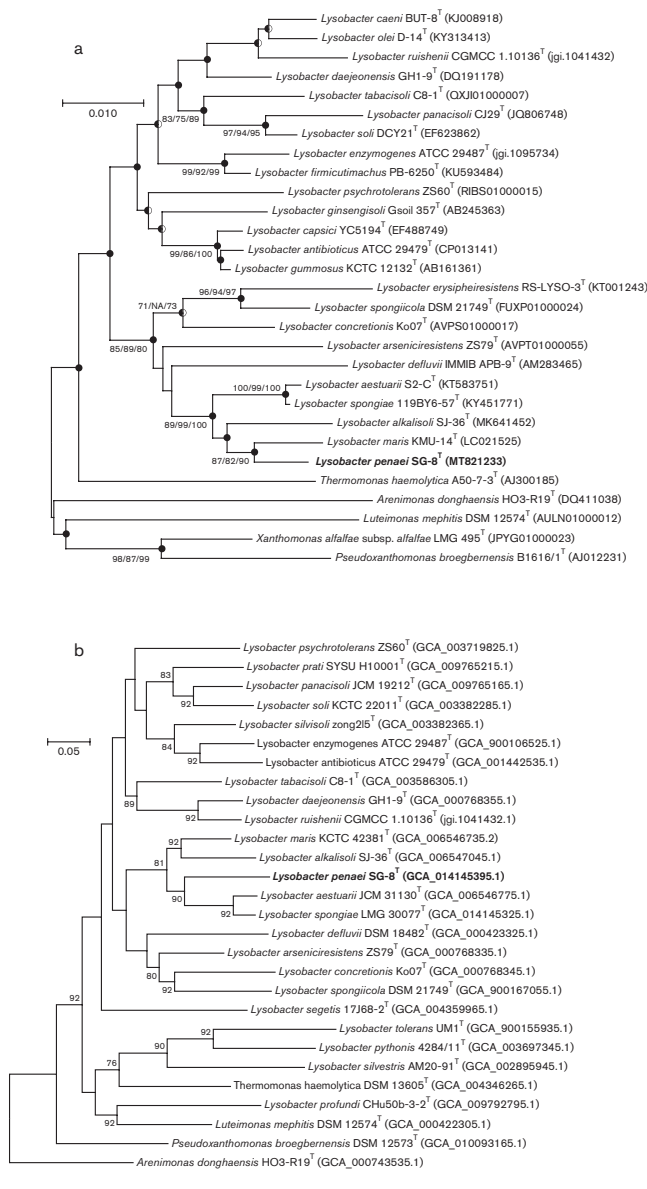 a
Lysobacter caeni BUT-8T (KJ008918)
Lysobacter olei D-14T (KY313413)
Lysobacter ruishenii CGMCC 1.10136T (jgi.1041432)
Lysobacter daejeonensis GH1-9T (DQ191178)
Lysobacter tabacisoli C8-1T (QXJI01000007)
0.010
83/75/89
Lysobacter panacisoli CJ29T (JQ806748)
97/94/95
Lysobacter soli DCY21T (EF623862)
Lysobacter enzymogenes ATCC 29487T (jgi.1095734)
99/92/99
Lysobacter firmicutimachus PB-6250T (KU593484)
Lysobacter psychrotolerans ZS60T (RIBS01000015)
Lysobacter ginsengisoli Gsoil 357T (AB245363)
Lysobacter capsici YC5194T (EF488749)
99/86/100
Lysobacter antibioticus ATCC 29479T (CP013141)
Lysobacter gummosus KCTC 12132T (AB161361)
96/94/97
Lysobacter erysipheiresistens RS-LYSO-3T (KT001243)
71/NA/73
Lysobacter spongiicola DSM 21749T (FUXP01000024)
Lysobacter concretionis Ko07T (AVPS01000017)
85/89/80
Lysobacter arseniciresistens ZS79T (AVPT01000055)
Lysobacter defluvii IMMIB APB-9T (AM283465)
100/99/100
Lysobacter aestuarii S2-CT (KT583751)
Lysobacter spongiae 119BY6-57T (KY451771)
89/99/100
Lysobacter alkalisoli SJ-36T (MK641452)
Lysobacter maris KMU-14T (LC021525)
87/82/90
Lysobacter penaei SG-8T (MT821233)
Thermomonas haemolytica A50-7-3T (AJ300185)
Arenimonas donghaensis HO3-R19T (DQ411038)
Luteimonas mephitis DSM 12574T (AULN01000012)
Xanthomonas alfalfae subsp. alfalfae LMG 495T (JPYG01000023)
98/87/99
Pseudoxanthomonas broegbernensis B1616/1T (AJ012231)
b
Lysobacter psychrotolerans ZS60T (GCA_003719825.1)
83
Lysobacter prati SYSU H10001T (GCA_009765215.1)
Lysobacter panacisoli JCM 19212T (GCA_009765165.1)
92
Lysobacter soli KCTC 22011T (GCA_003382285.1)
Lysobacter silvisoli zong2l5T (GCA_003382365.1)
0.05
84
Lysobacter enzymogenes ATCC 29487T (GCA_900106525.1)
92
Lysobacter antibioticus ATCC 29479T (GCA_001442535.1)
Lysobacter tabacisoli C8-1T (GCA_003586305.1)
89
Lysobacter daejeonensis GH1-9T (GCA_000768355.1)
92
Lysobacter ruishenii CGMCC 1.10136T (jgi.1041432.1)
92
Lysobacter maris KCTC 42381T (GCA_006546735.2)
81
Lysobacter alkalisoli SJ-36T (GCA_006547045.1)
Lysobacter penaei SG-8T (GCA_014145395.1)
90
Lysobacter aestuarii JCM 31130T (GCA_006546775.1)
92
Lysobacter spongiae LMG 30077T (GCA_014145325.1)
Lysobacter defluvii DSM 18482T (GCA_000423325.1)
Lysobacter arseniciresistens ZS79T (GCA_000768335.1)
80
Lysobacter concretionis Ko07T (GCA_000768345.1)
92
Lysobacter spongiicola DSM 21749T (GCA_900167055.1)
92
Lysobacter segetis 17J68-2T (GCA_004359965.1)
92
Lysobacter tolerans UM1T (GCA_900155935.1)
90
Lysobacter pythonis 4284/11T (GCA_003697345.1)
76
Lysobacter silvestris AM20-91T (GCA_002895945.1)
Thermomonas haemolytica DSM 13605T (GCA_004346265.1)
Lysobacter profundi CHu50b-3-2T (GCA_009792795.1)
92
Luteimonas mephitis DSM 12574T (GCA_000422305.1)
Pseudoxanthomonas broegbernensis DSM 12573T (GCA_010093165.1)
Arenimonas donghaensis HO3-R19T (GCA_000743535.1)